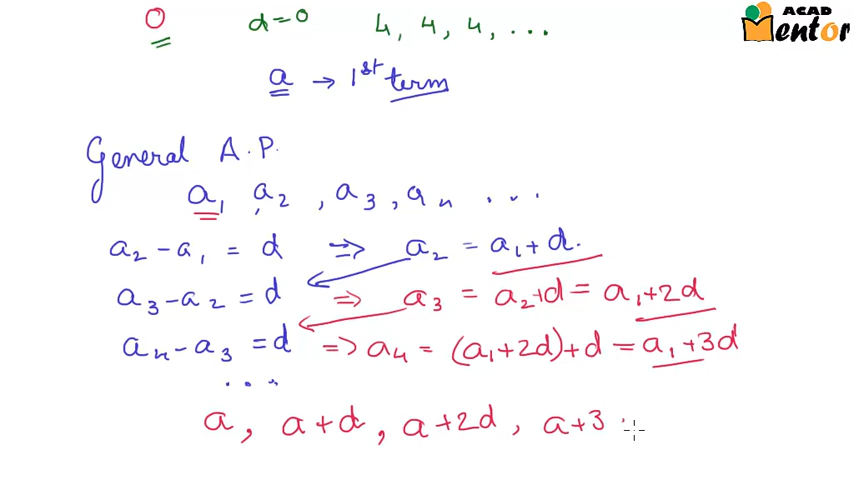 0 d=0 4, 4, 4, ...
ACAD
Mentor
a → 1st term
General A.P.
a₁, a₂, a₃, a₄ ...
a₂-a₁ = d ⇒ a₂ = a₁+d.
a₃-a₂ = d ⇒ a₃ = a₂+d = a₁+2d
a₄-a₃ = d ⇒ a₄ = (a₁+2d)+d = a₁+3d
...
a, a+d, a+2d, a+3